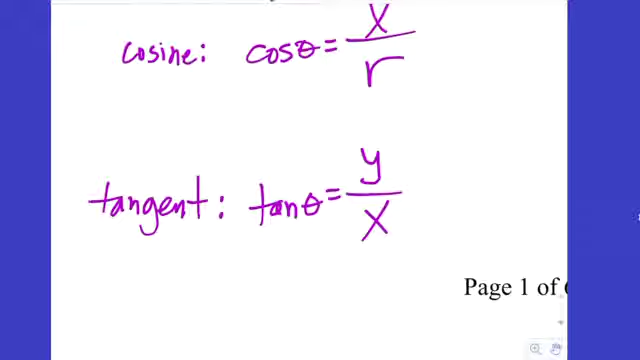 cosine: cosθ = x/r
tangent: tanθ = y/x
Page 1 of